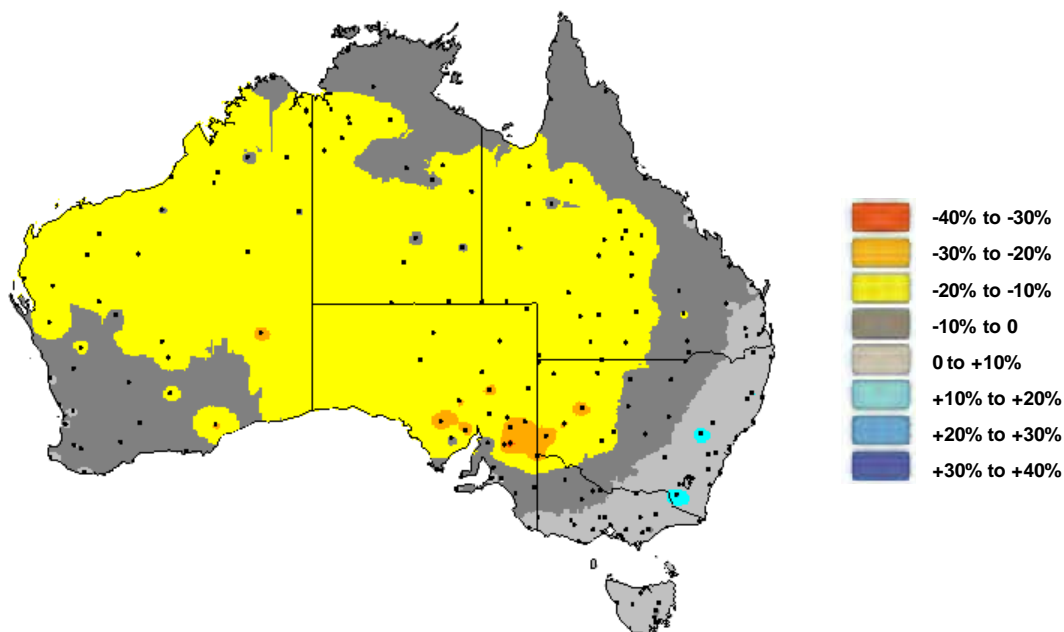 -40% to -30%
-30% to -20%
-20% to -10%
-10% to 0
0 to +10%
+10% to +20%
+20% to +30%
+30% to +40%